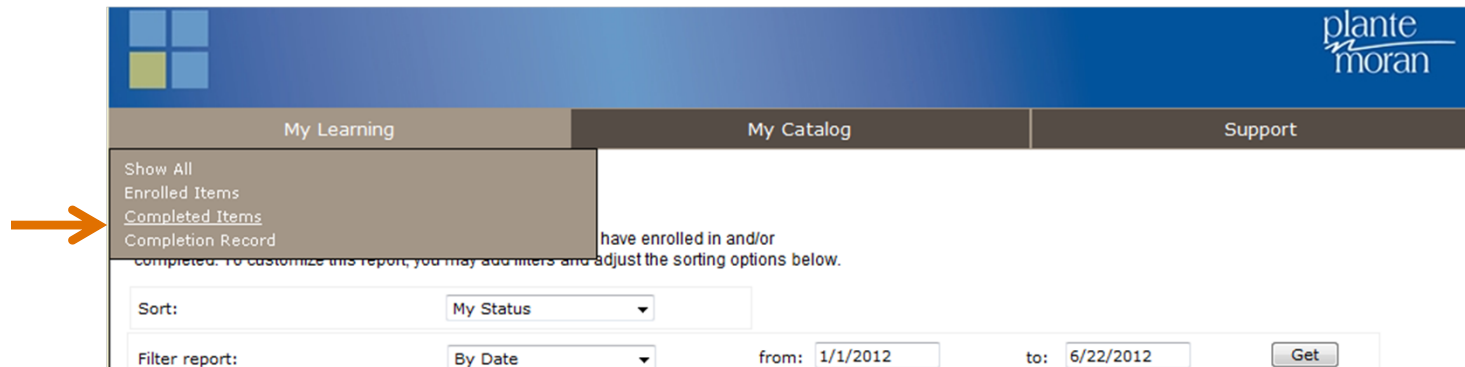 plante
moran
My Learning My Catalog Support
Show All
Enrolled Items
Completed Items
Completion Record
have enrolled in and/or
completed. To customize this report, you may add filters and adjust the sorting options below.
Sort: My Status
Filter report: By Date from: 1/1/2012 to: 6/22/2012 Get